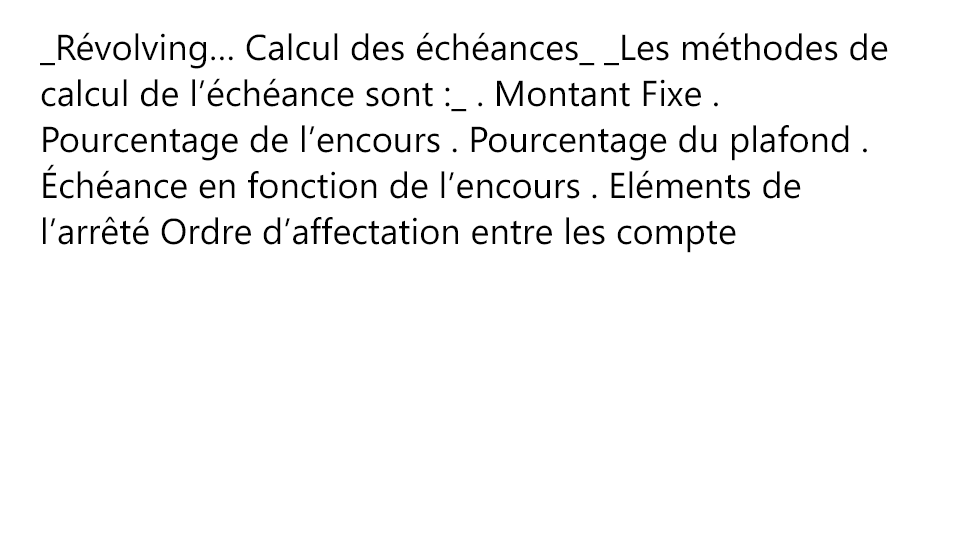 _Révolving... Calcul des échéances_ _Les méthodes de
calcul de l’échéance sont :_ . Montant Fixe .
Pourcentage de l’encours . Pourcentage du plafond .
Échéance en fonction de l’encours . Eléments de
l’arrêté Ordre d’affectation entre les compte